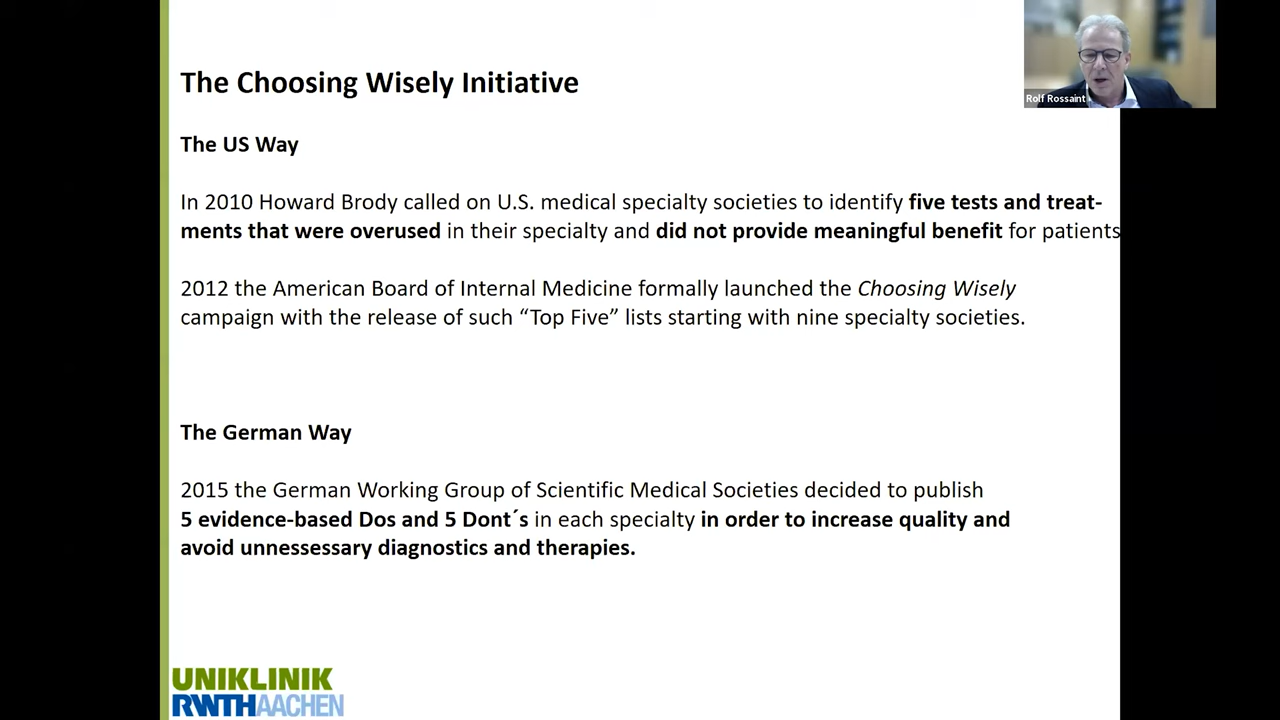 The Choosing Wisely Initiative
Rolf Rossaint
The US Way
In 2010 Howard Brody called on U.S. medical specialty societies to identify five tests and treat-
ments that were overused in their specialty and did not provide meaningful benefit for patients
2012 the American Board of Internal Medicine formally launched the Choosing Wisely
campaign with the release of such “Top Five” lists starting with nine specialty societies.
The German Way
2015 the German Working Group of Scientific Medical Societies decided to publish
5 evidence-based Dos and 5 Dont´s in each specialty in order to increase quality and
avoid unnessessary diagnostics and therapies.
UNIKLINIK
RWTHAACHEN